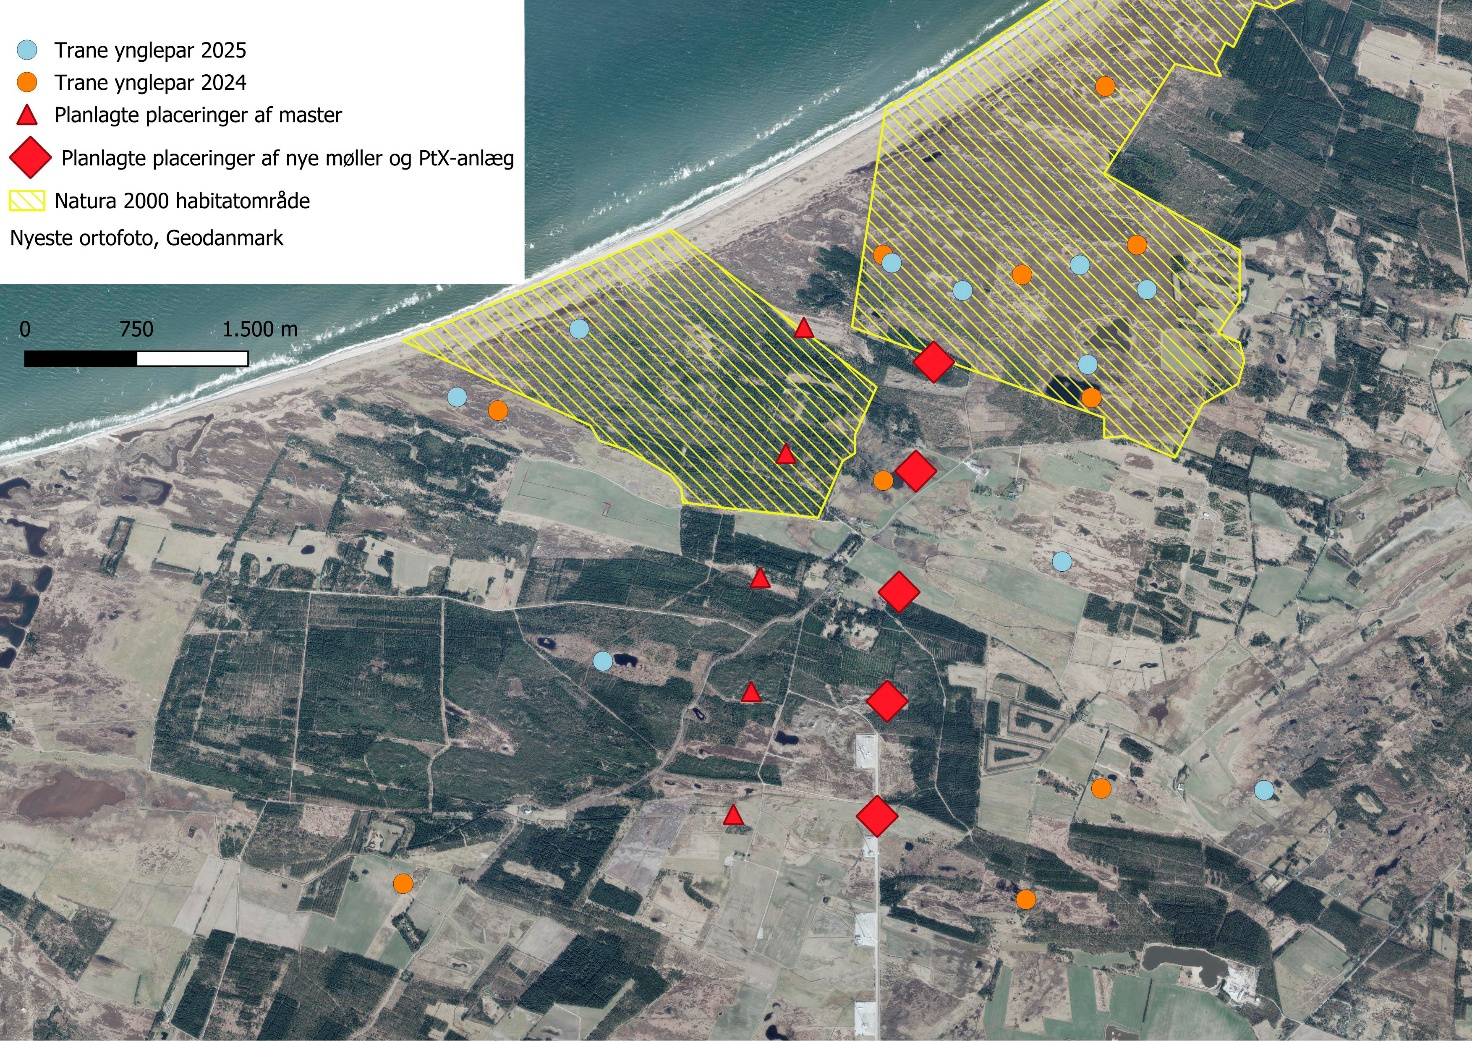 Trane ynglepar 2025
Trane ynglepar 2024
Planlagte placeringer af master
Planlagte placeringer af nye møller og PtX-anlæg
Natura 2000 habitatområde
Nyeste ortofoto, Geodanmark
0 750 1.500 m